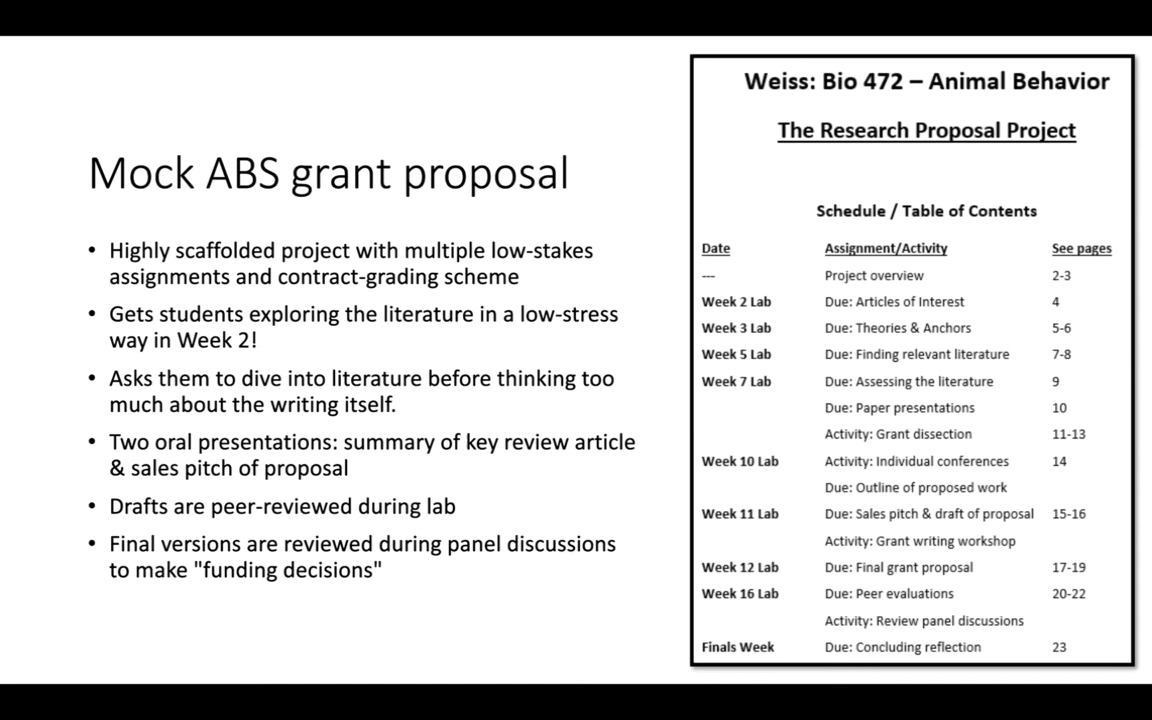 Mock ABS grant proposal
• Highly scaffolded project with multiple low-stakes
assignments and contract-grading scheme
• Gets students exploring the literature in a low-stress
way in Week 2!
• Asks them to dive into literature before thinking too
much about the writing itself.
• Two oral presentations: summary of key review article
& sales pitch of proposal
• Drafts are peer-reviewed during lab
• Final versions are reviewed during panel discussions
to make "funding decisions"
Weiss: Bio 472 – Animal Behavior
The Research Proposal Project
Schedule / Table of Contents
Date Assignment/Activity See pages
--- Project overview 2-3
Week 2 Lab Due: Articles of Interest 4
Week 3 Lab Due: Theories & Anchors 5-6
Week 5 Lab Due: Finding relevant literature 7-8
Week 7 Lab Due: Assessing the literature 9
Due: Paper presentations 10
Activity: Grant dissection 11-13
Week 10 Lab Activity: Individual conferences 14
Due: Outline of proposed work
Week 11 Lab Due: Sales pitch & draft of proposal 15-16
Activity: Grant writing workshop
Week 12 Lab Due: Final grant proposal 17-19
Week 16 Lab Due: Peer evaluations 20-22
Activity: Review panel discussions
Finals Week Due: Concluding reflection 23